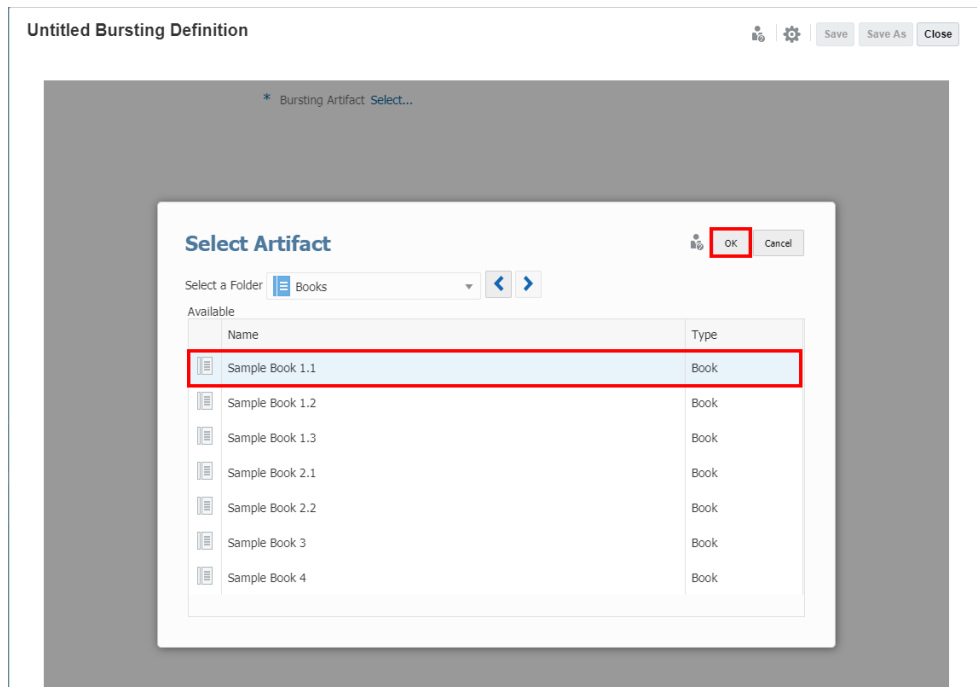 Untitled Bursting Definition
Save Save As Close
* Bursting Artifact Select...
Select Artifact
OK Cancel
Select a Folder Books
Available
Name Type
Sample Book 1.1 Book
Sample Book 1.2 Book
Sample Book 1.3 Book
Sample Book 2.1 Book
Sample Book 2.2 Book
Sample Book 3 Book
Sample Book 4 Book